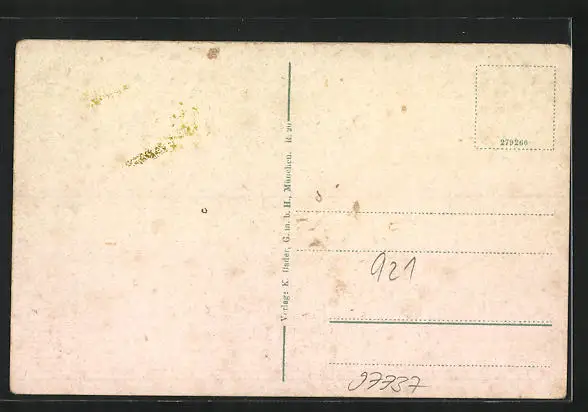 Verlag: K. Bader, G. m. b. H., München. R. 20
279266
921
97737